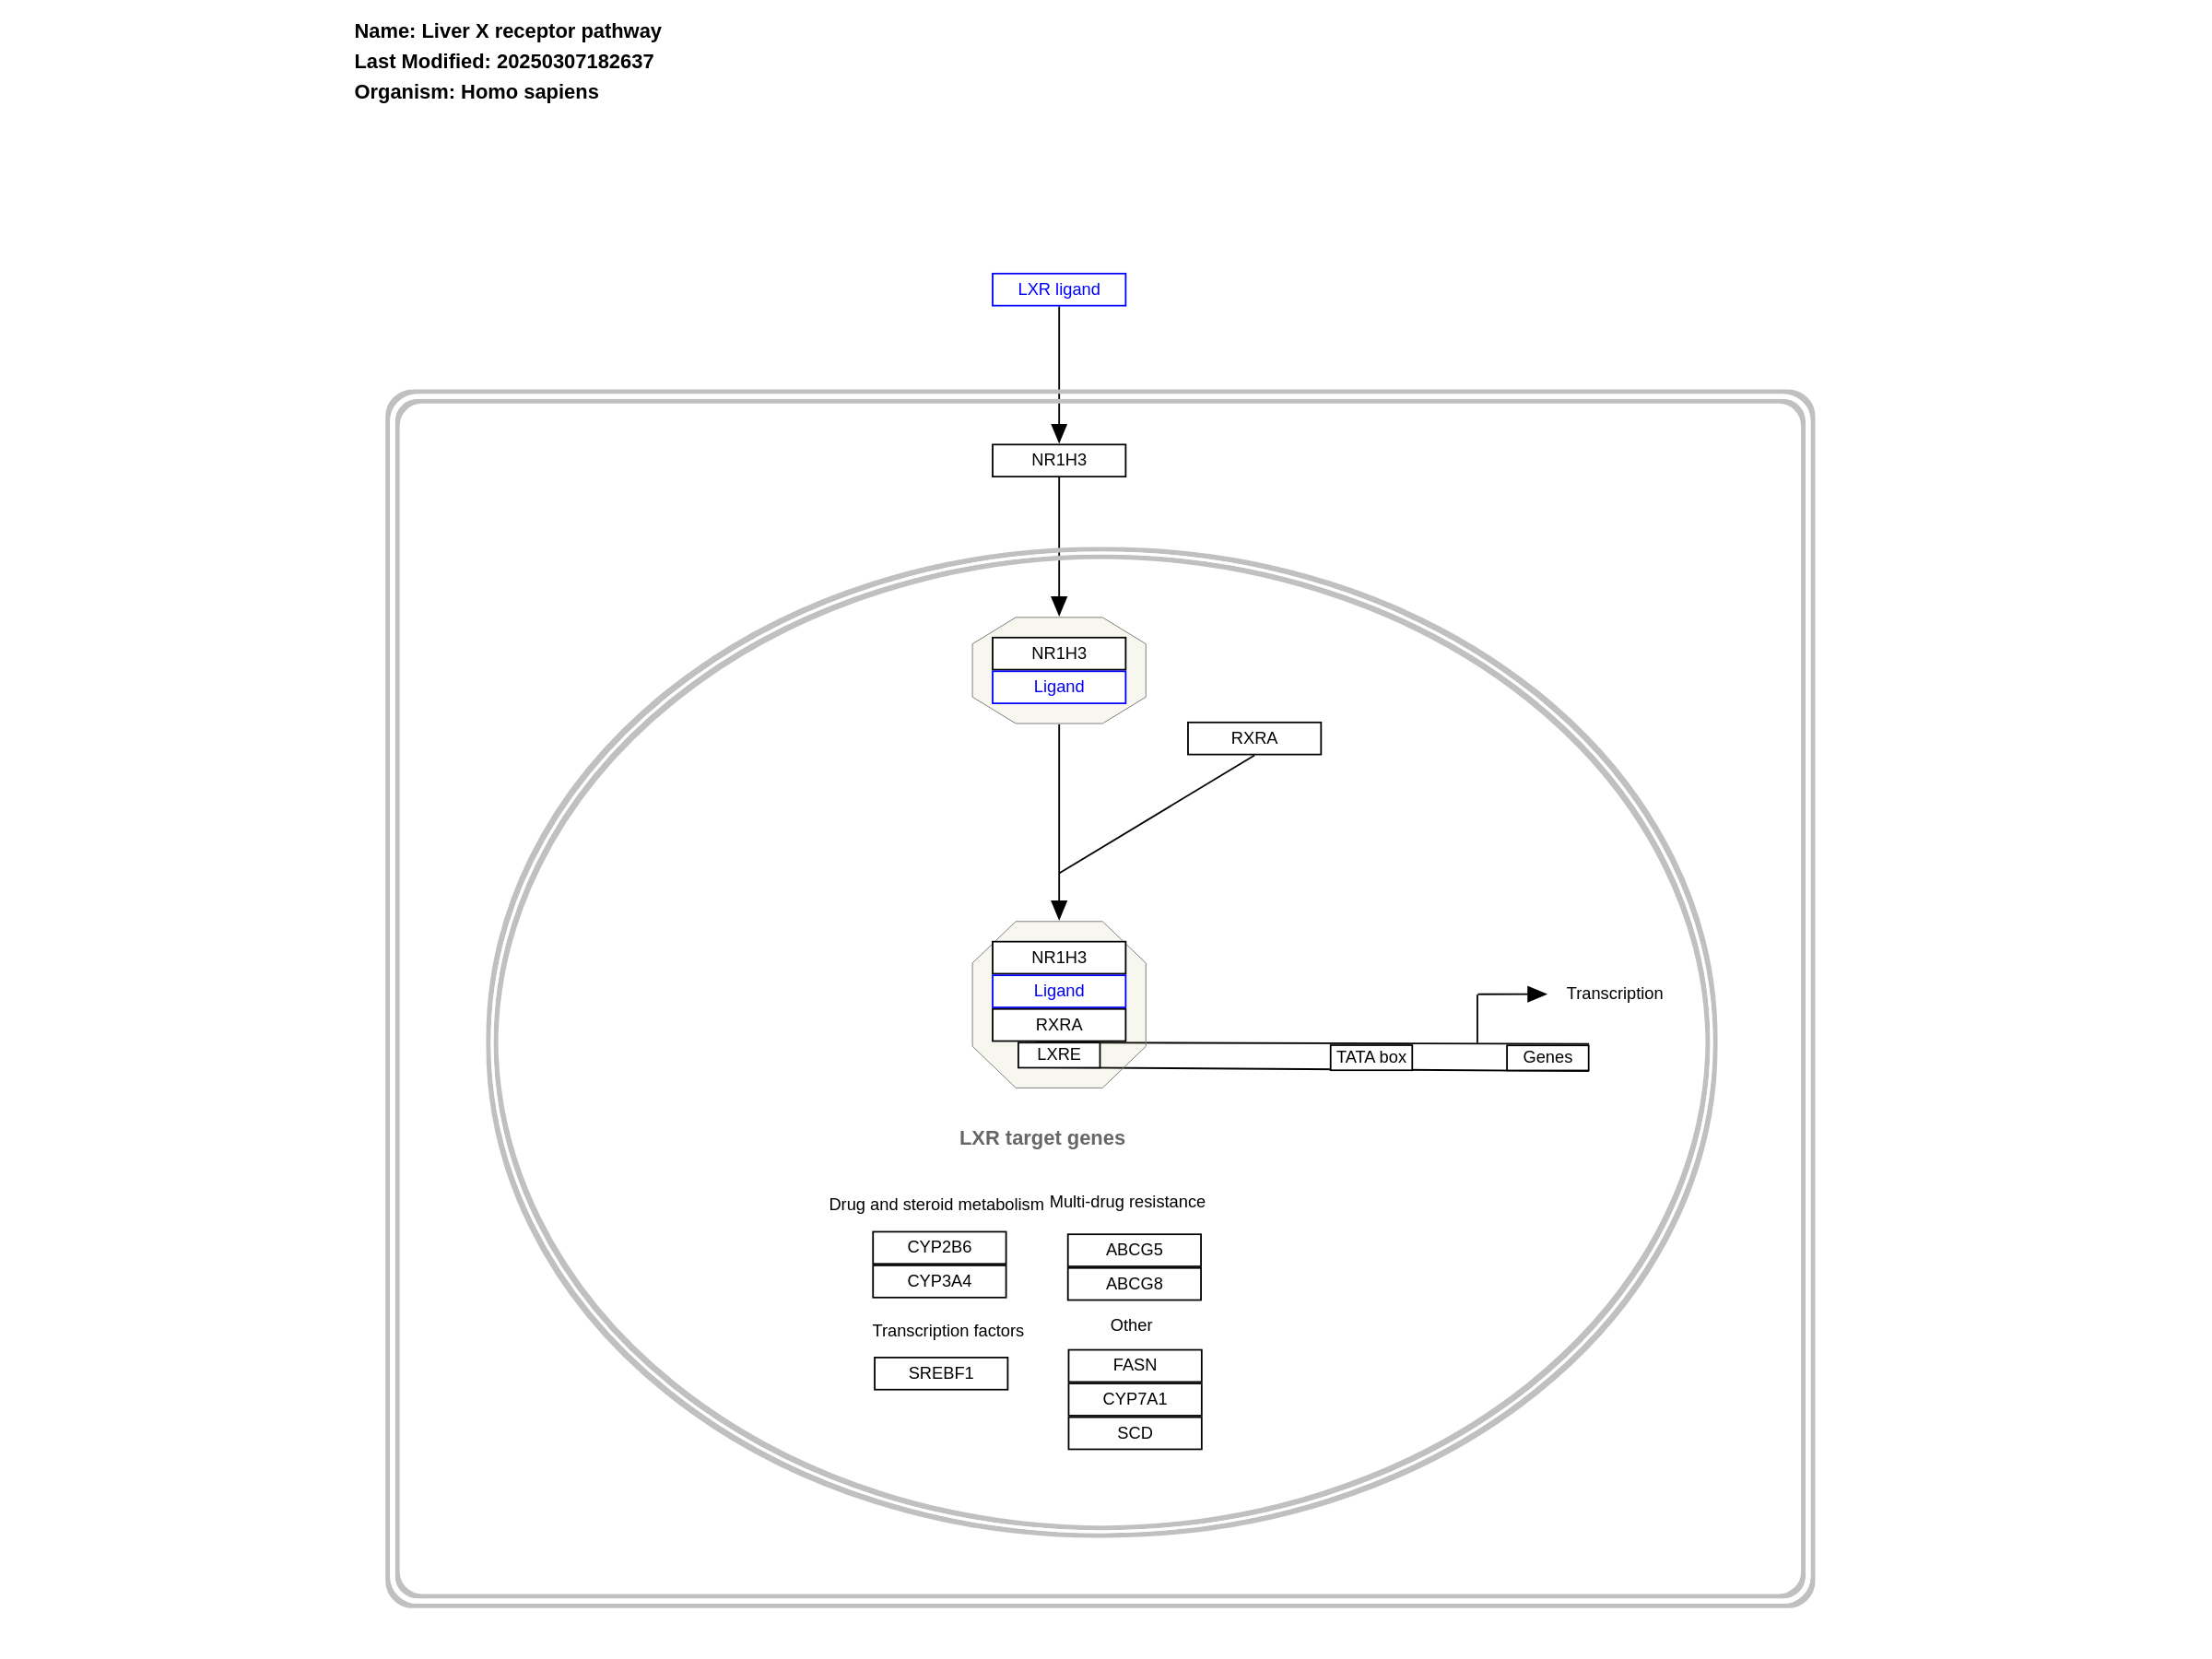 Name: Liver X receptor pathway
Last Modified: 20250307182637
Organism: Homo sapiens
LXR ligand
NR1H3
NR1H3
Ligand
RXRA
NR1H3
Ligand
RXRA
LXRE
Transcription
TATA box
Genes
LXR target genes
Drug and steroid metabolism
CYP2B6
CYP3A4
Multi-drug resistance
ABCG5
ABCG8
Transcription factors
SREBF1
Other
FASN
CYP7A1
SCD